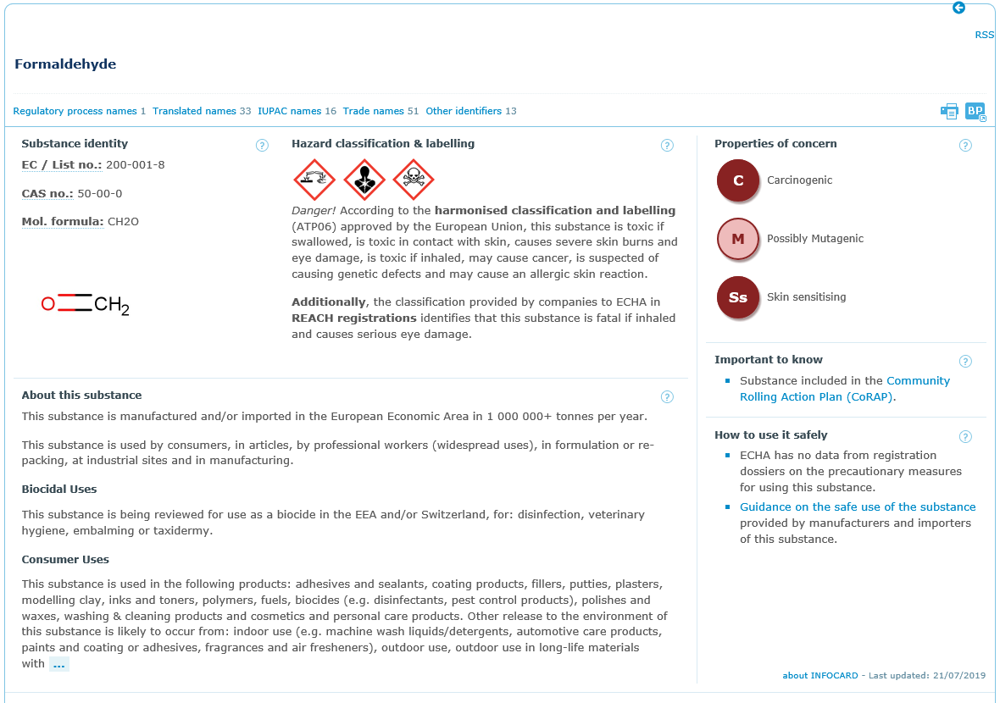 RSS
Formaldehyde
Regulatory process names 1 Translated names 33 IUPAC names 16 Trade names 51 Other identifiers 13
BP
Substance identity ?
EC / List no.: 200-001-8
CAS no.: 50-00-0
Mol. formula: CH2O
O CH2
Hazard classification & labelling ?
Danger! According to the harmonised classification and labelling
(ATP06) approved by the European Union, this substance is toxic if
swallowed, is toxic in contact with skin, causes severe skin burns and
eye damage, is toxic if inhaled, may cause cancer, is suspected of
causing genetic defects and may cause an allergic skin reaction.
Additionally, the classification provided by companies to ECHA in
REACH registrations identifies that this substance is fatal if inhaled
and causes serious eye damage.
About this substance ?
This substance is manufactured and/or imported in the European Economic Area in 1 000 000+ tonnes per year.
This substance is used by consumers, in articles, by professional workers (widespread uses), in formulation or re-
packing, at industrial sites and in manufacturing.
Biocidal Uses
This substance is being reviewed for use as a biocide in the EEA and/or Switzerland, for: disinfection, veterinary
hygiene, embalming or taxidermy.
Consumer Uses
This substance is used in the following products: adhesives and sealants, coating products, fillers, putties, plasters,
modelling clay, inks and toners, polymers, fuels, biocides (e.g. disinfectants, pest control products), polishes and
waxes, washing & cleaning products and cosmetics and personal care products. Other release to the environment of
this substance is likely to occur from: indoor use (e.g. machine wash liquids/detergents, automotive care products,
paints and coating or adhesives, fragrances and air fresheners), outdoor use, outdoor use in long-life materials
with ...
Properties of concern ?
C Carcinogenic
M Possibly Mutagenic
Ss Skin sensitising
Important to know ?
Substance included in the Community
Rolling Action Plan (CoRAP).
How to use it safely ?
ECHA has no data from registration
dossiers on the precautionary measures
for using this substance.
Guidance on the safe use of the substance
provided by manufacturers and importers
of this substance.
about INFOCARD - Last updated: 21/07/2019